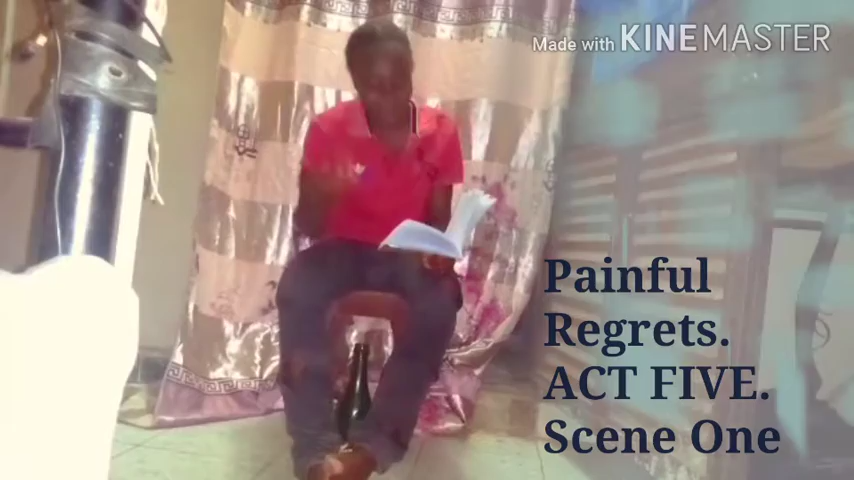 Made with KINEMASTER
Painful
Regrets.
ACT FIVE.
Scene One